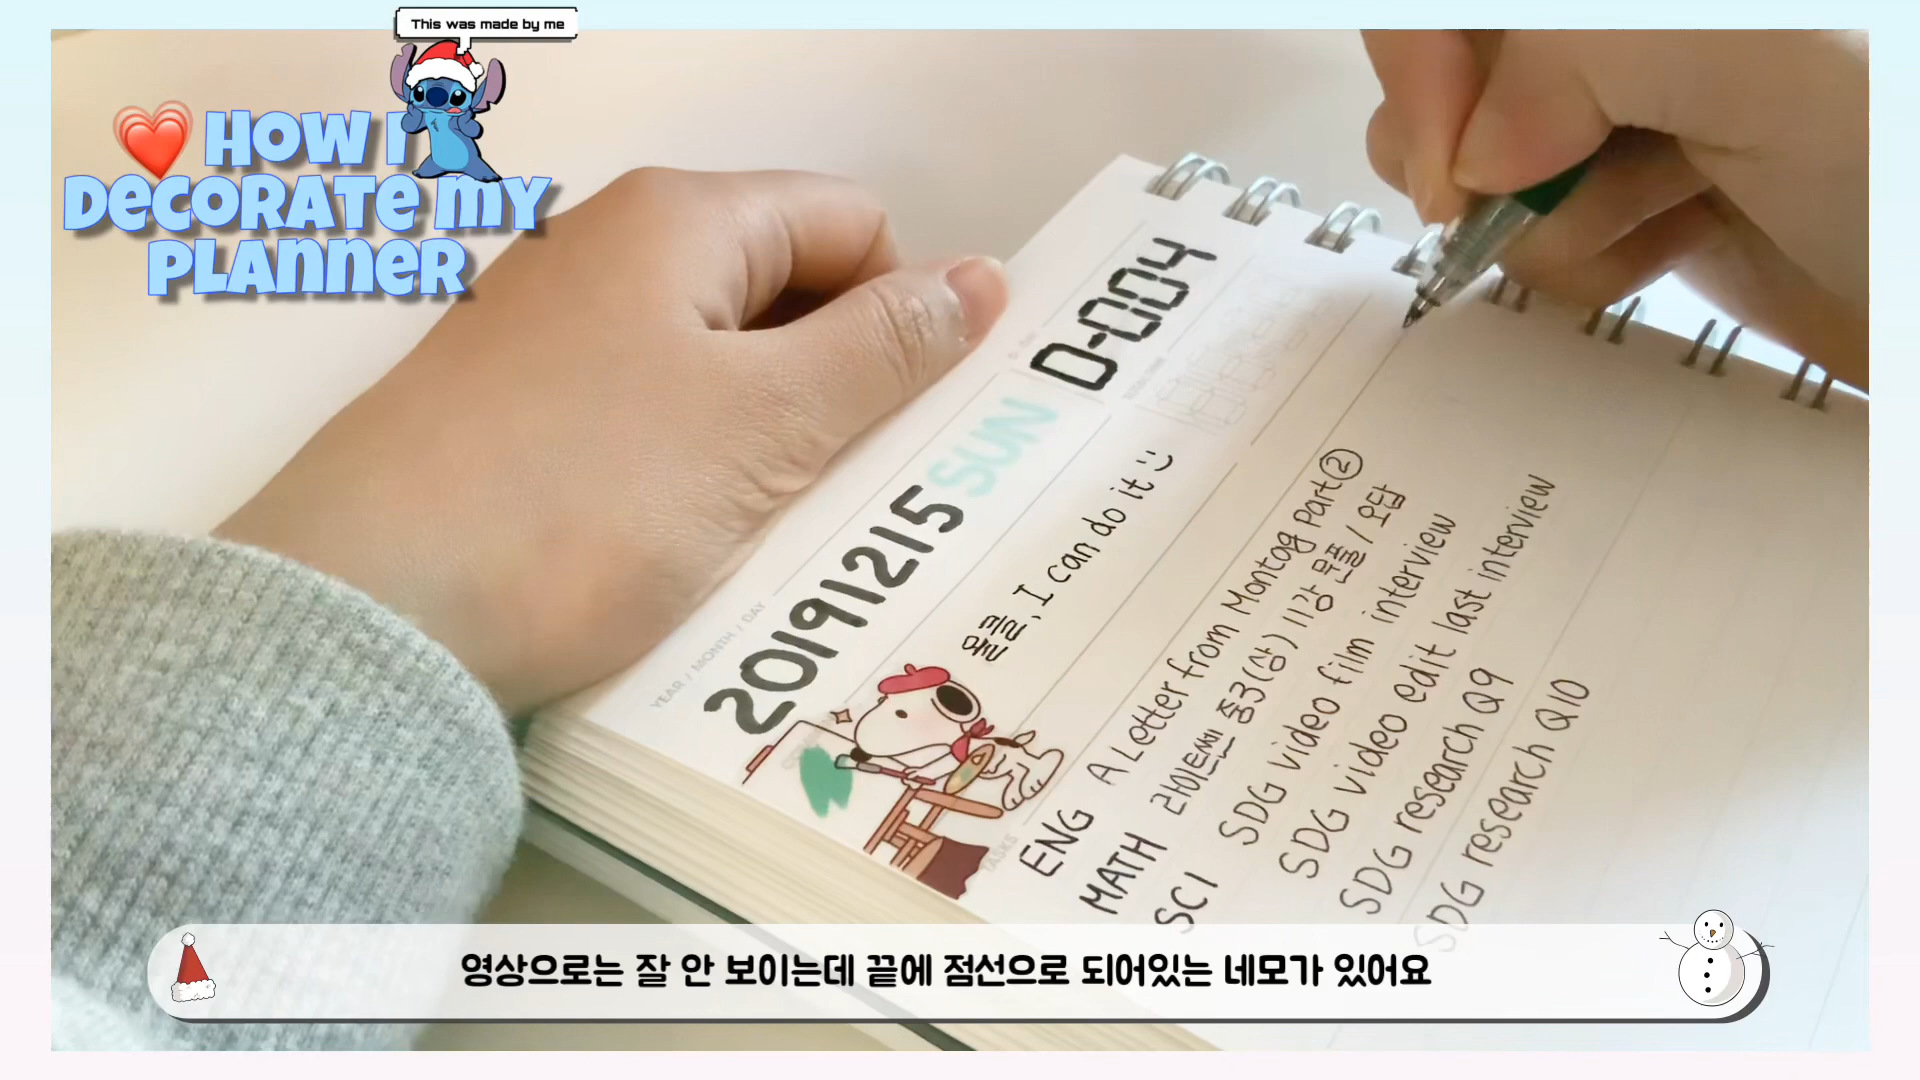 This was made by me
HOW I
DECORATE MY
PLANNER
YEAR / MONTH / DAY
20191215 SUN
D-004
I can do it :)
TASKS
ENG A Letter from Montag Part②
MATH 라이트쎈 중3(상) 11강 문풀 / 오답
SCI SDG video film interview
SDG video edit last interview
SDG research Q9
SDG research Q10
영상으로는 잘 안 보이는데 끝에 점선으로 되어있는 네모가 있어요